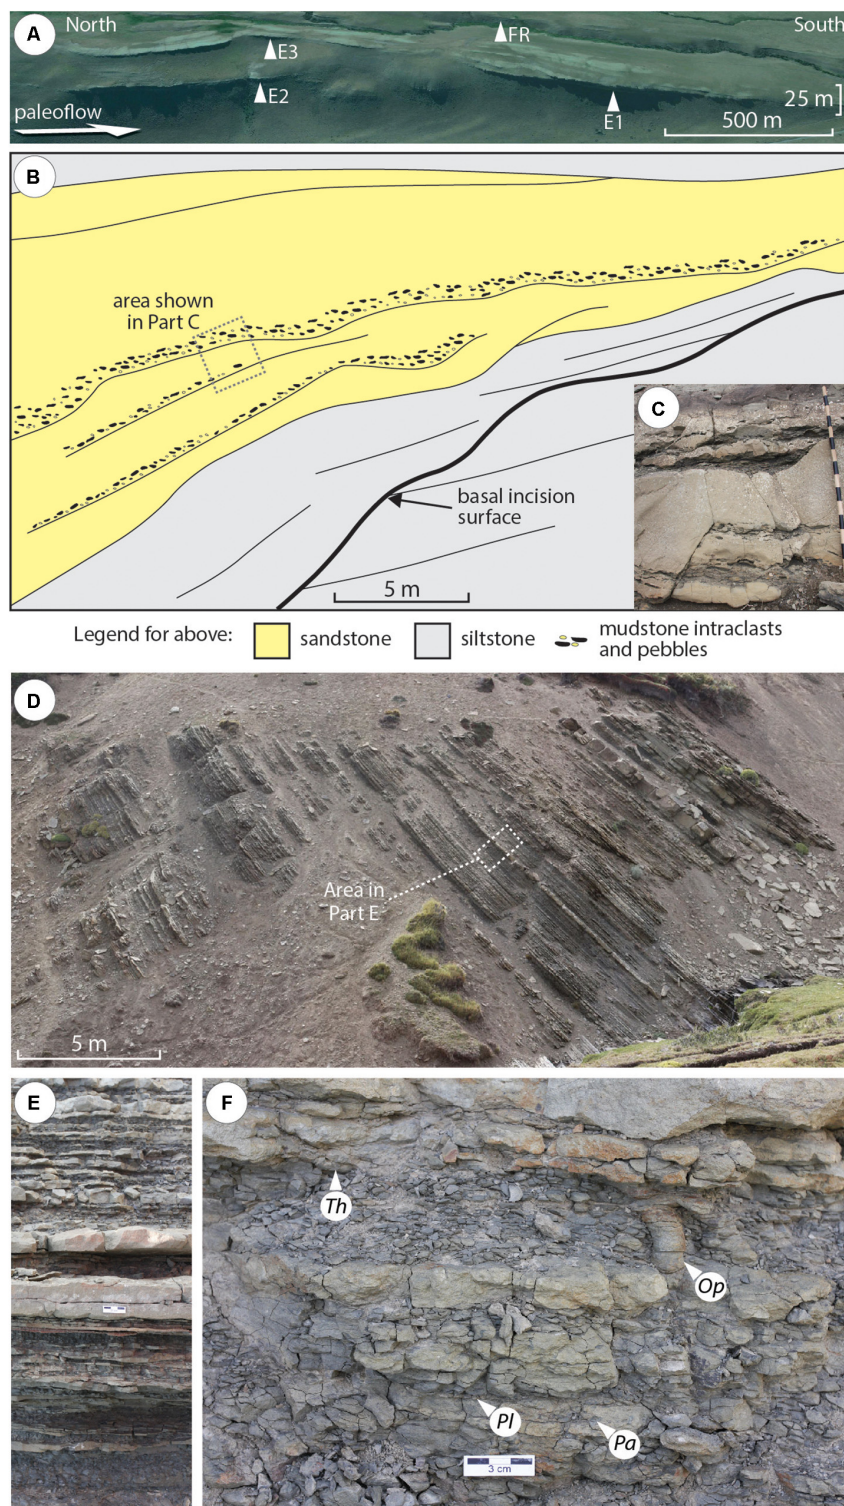 A
North
South
FR
E3
E2
E1
25 m
paleoflow
500 m
B
area shown
in Part C
C
basal incision
surface
5 m
Legend for above:
sandstone
siltstone
mudstone intraclasts
and pebbles
D
Area in
Part E
5 m
E
F
Th
Op
Pl
Pa
3 cm